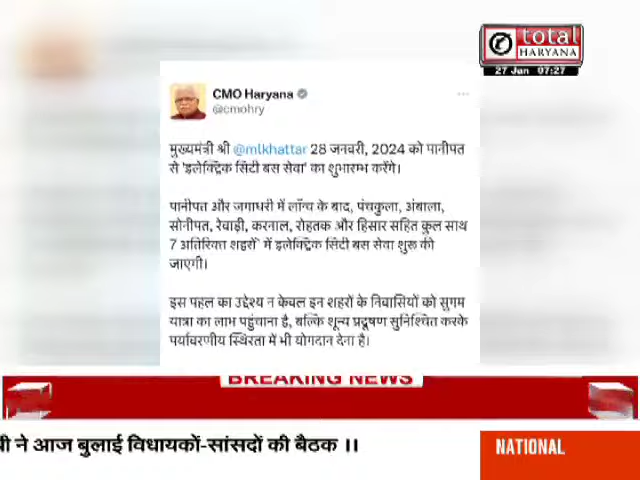 total
HARYANA
27 Jan 07:27
CMO Haryana
@cmohry
मुख्यमंत्री श्री @mlkhattar 28 जनवरी, 2024 को पानीपत
से 'इलेक्ट्रिक सिटी बस सेवा' का शुभारम्भ करेंगे।
पानीपत और जगाधरी में लॉन्च के बाद, पंचकुला, अंबाला,
सोनीपत, रेवाड़ी, करनाल, रोहतक और हिसार सहित कुल साथ
7 अतिरिक्त शहरों' में इलेक्ट्रिक सिटी बस सेवा शुरू की
जाएगी।
इस पहल का उद्देश्य न केवल इन शहरों के निवासियों को सुगम
यात्रा का लाभ पहुंचाना है, बल्कि शून्य प्रदूषण सुनिश्चित करके
पर्यावरणीय स्थिरता में भी योगदान देना है।
BREAKING NEWS
ने आज बुलाई विधायकों-सांसदों की बैठक ।।
NATIONAL